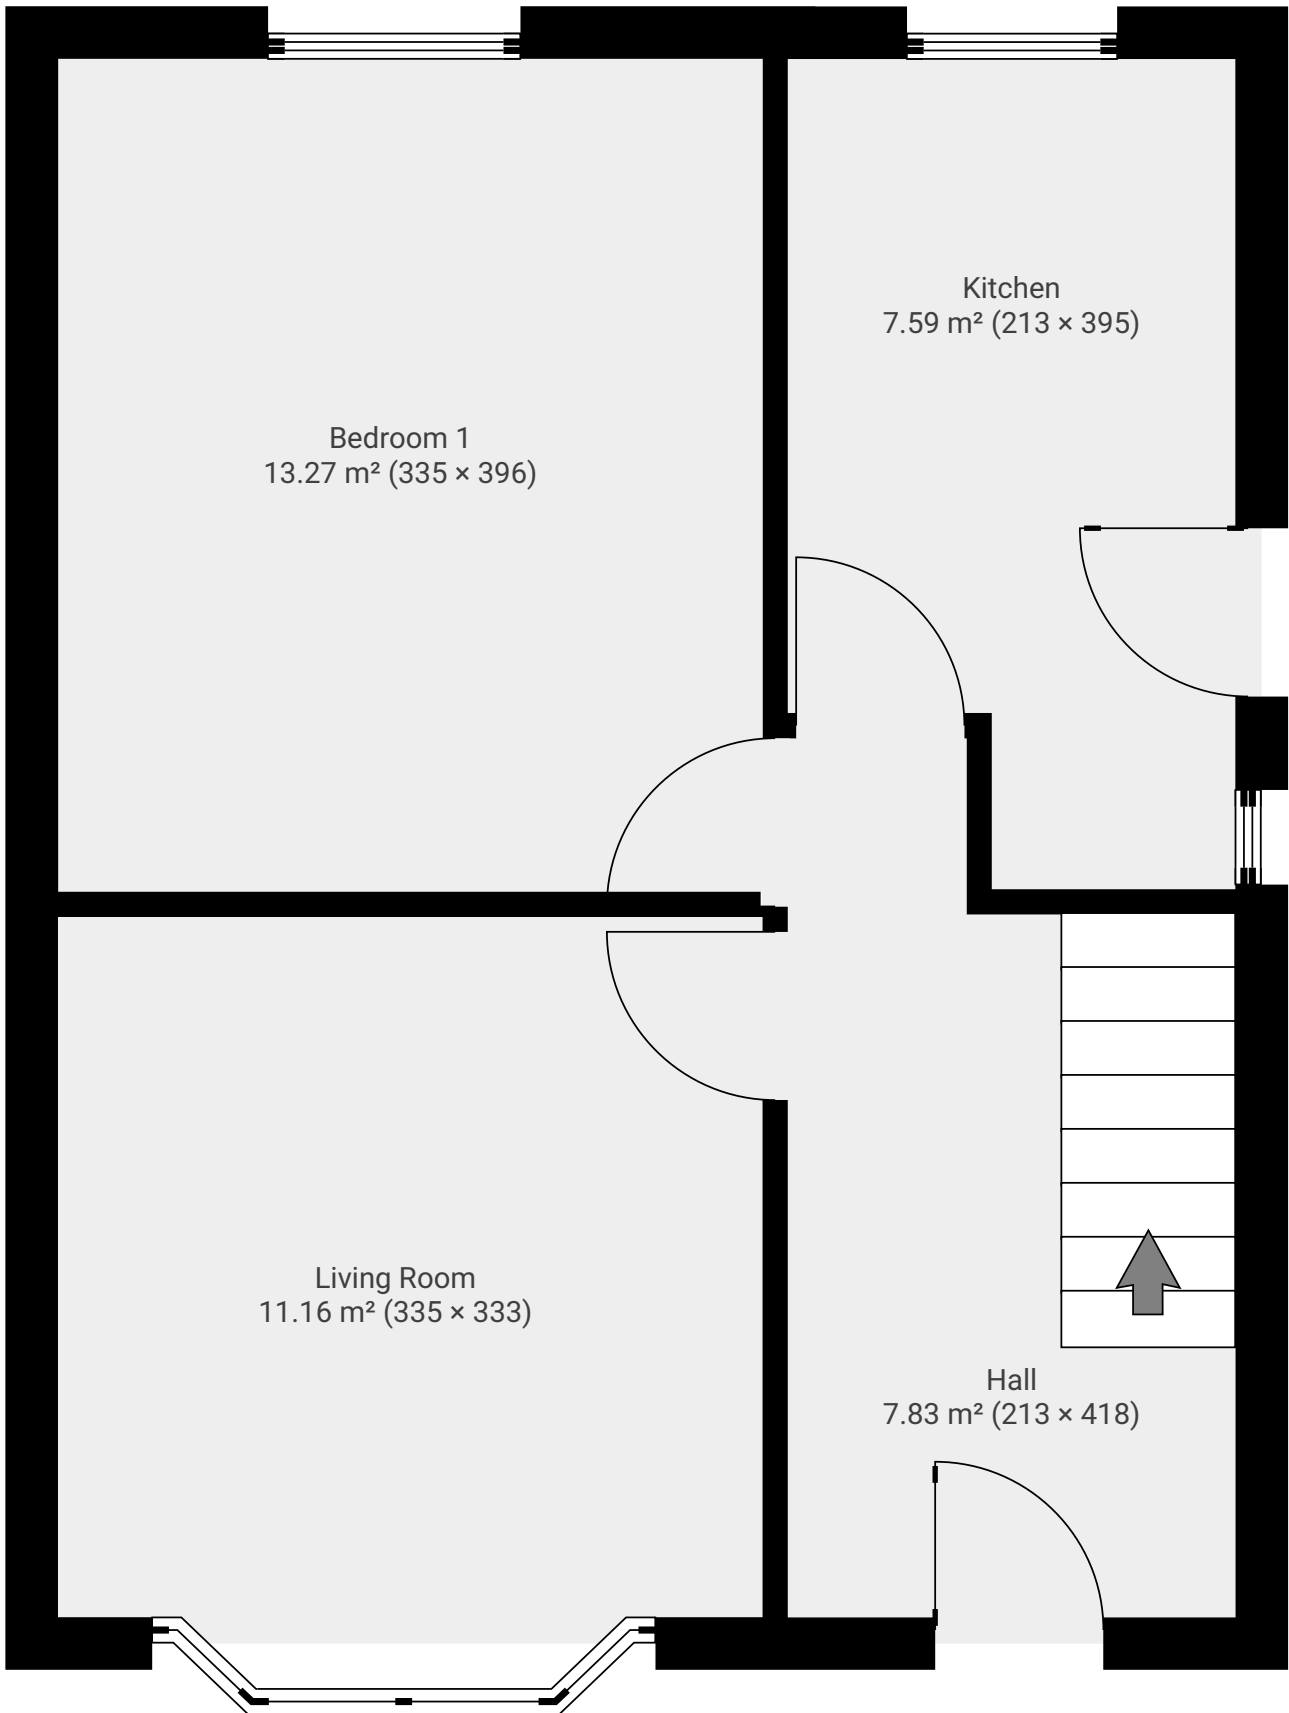 Kitchen
7.59 m² (213 × 395)
Bedroom 1
13.27 m² (335 × 396)
Living Room
11.16 m² (335 × 333)
Hall
7.83 m² (213 × 418)